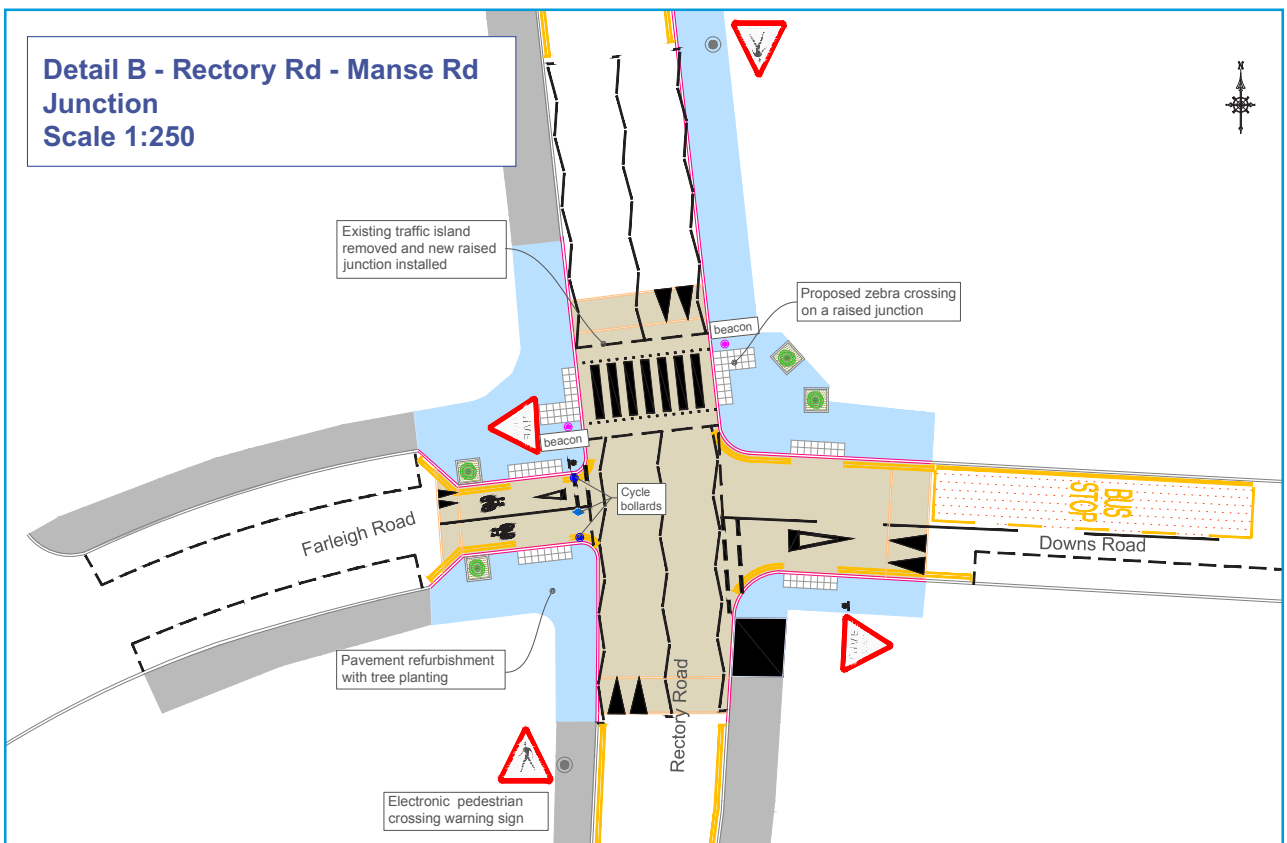 Detail B - Rectory Rd - Manse Rd
Junction
Scale 1:250
N
Existing traffic island
removed and new raised
junction installed
Proposed zebra crossing
on a raised junction
beacon
beacon
Cycle
bollards
Farleigh Road
BUS
STOP
Downs Road
Pavement refurbishment
with tree planting
Rectory Road
Electronic pedestrian
crossing warning sign